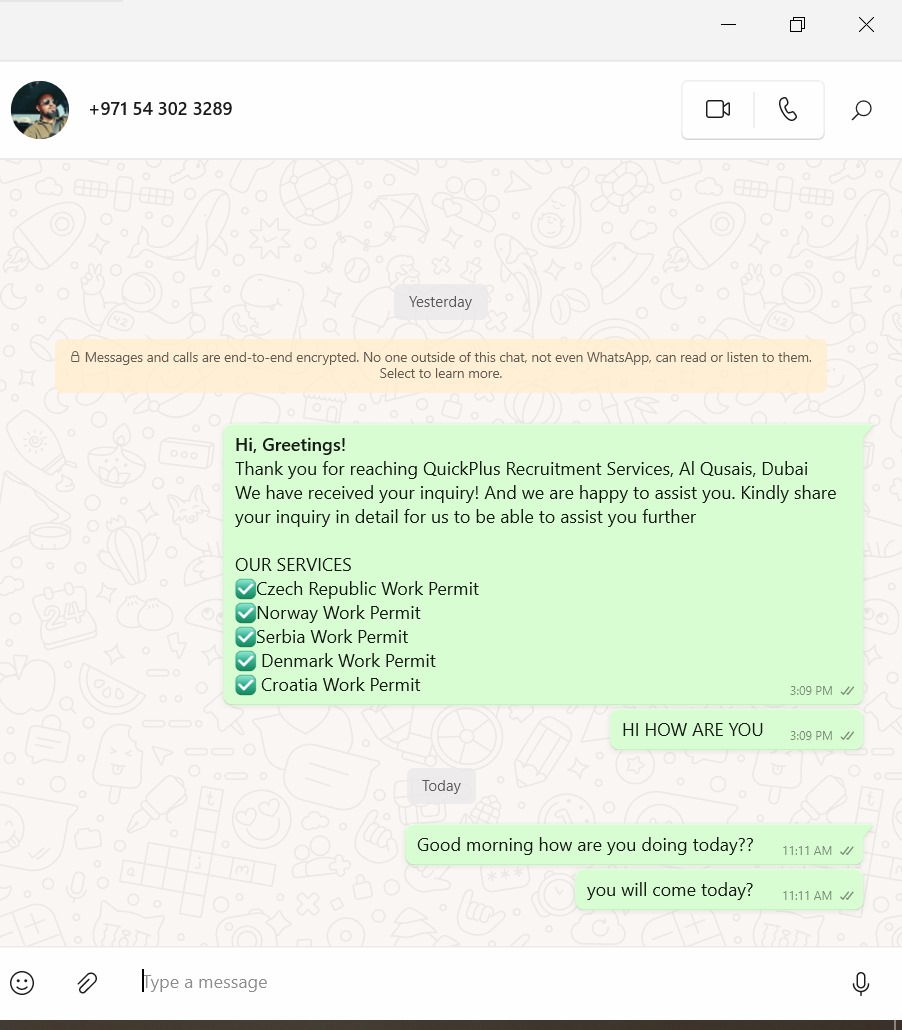 +971 54 302 3289
Yesterday
Messages and calls are end-to-end encrypted. No one outside of this chat, not even WhatsApp, can read or listen to them.
Select to learn more.
Hi, Greetings!
Thank you for reaching QuickPlus Recruitment Services, Al Qusais, Dubai
We have received your inquiry! And we are happy to assist you. Kindly share
your inquiry in detail for us to be able to assist you further
OUR SERVICES
✅Czech Republic Work Permit
✅Norway Work Permit
✅Serbia Work Permit
✅ Denmark Work Permit
✅ Croatia Work Permit
3:09 PM
HI HOW ARE YOU 3:09 PM
Today
Good morning how are you doing today?? 11:11 AM
you will come today? 11:11 AM
Type a message